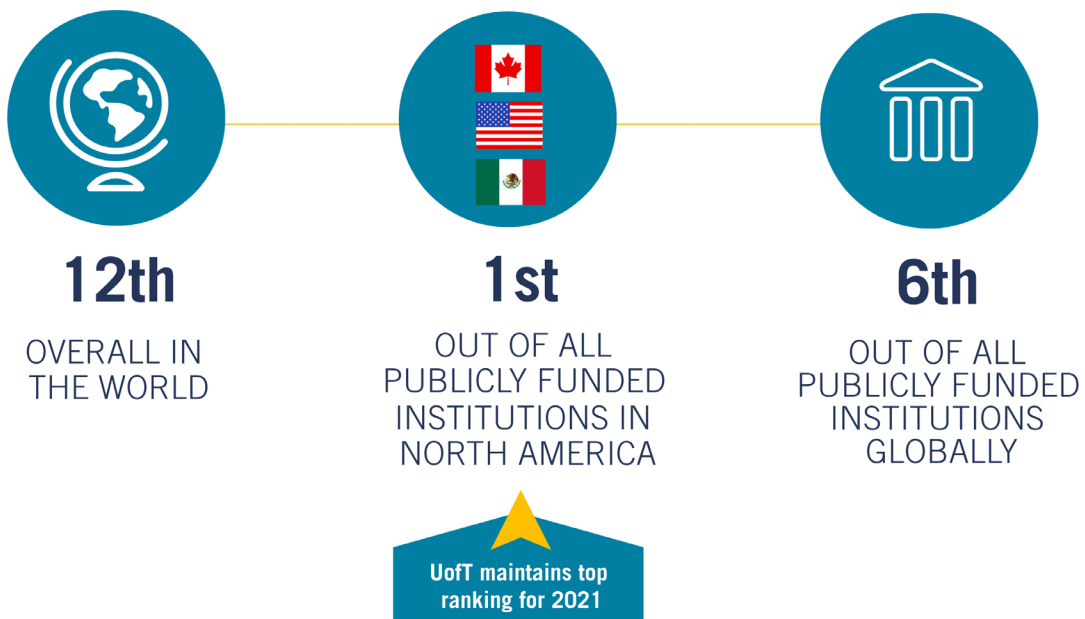 12th
OVERALL IN
THE WORLD
1st
OUT OF ALL
PUBLICLY FUNDED
INSTITUTIONS IN
NORTH AMERICA
UofT maintains top
ranking for 2021
6th
OUT OF ALL
PUBLICLY FUNDED
INSTITUTIONS
GLOBALLY